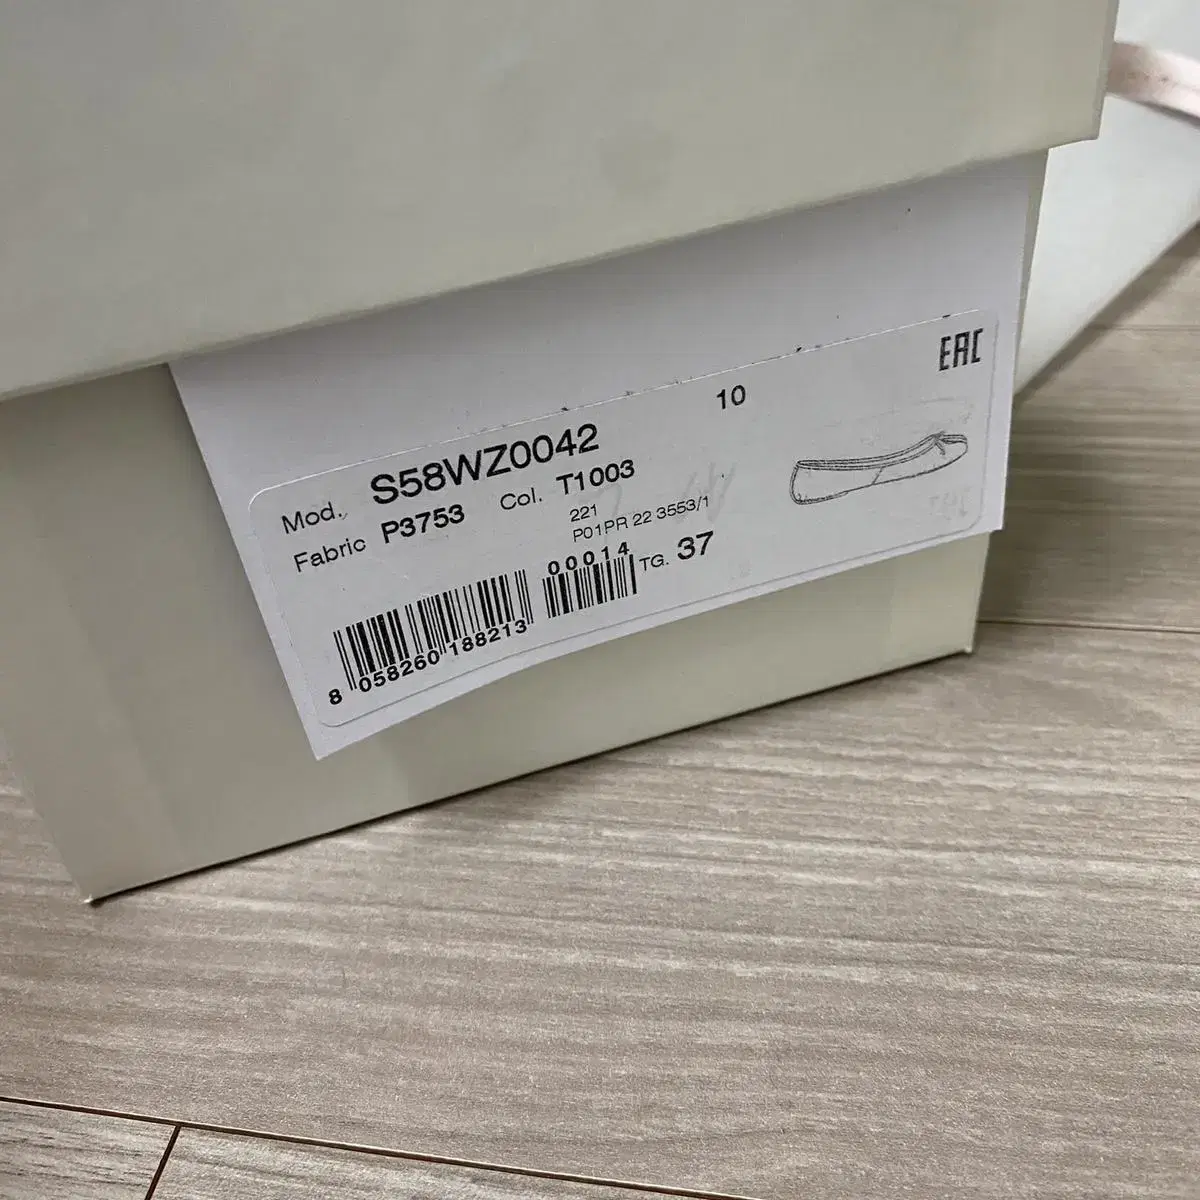 EAC
10
Mod. S58WZ0042
Fabric P3753 Col. T1003
221
P01PR 22 3553/1
00014 TG. 37
8 058260 188213